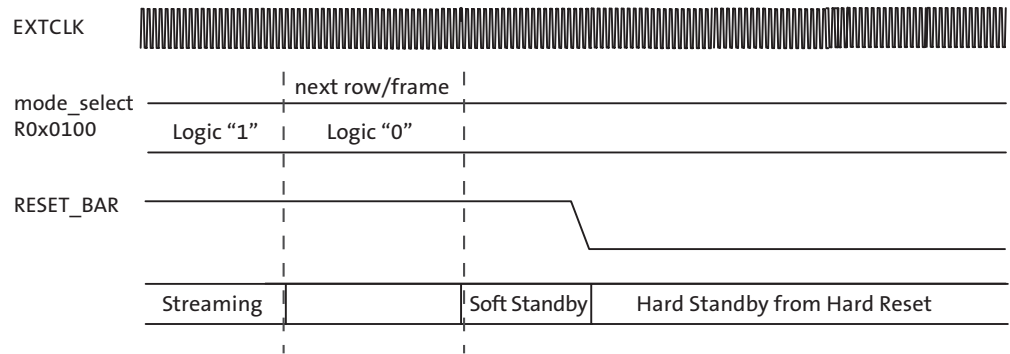 EXTCLK
next row/frame
mode_select
R0x0100
Logic “1”
Logic “0”
RESET_BAR
Streaming
Soft Standby
Hard Standby from Hard Reset